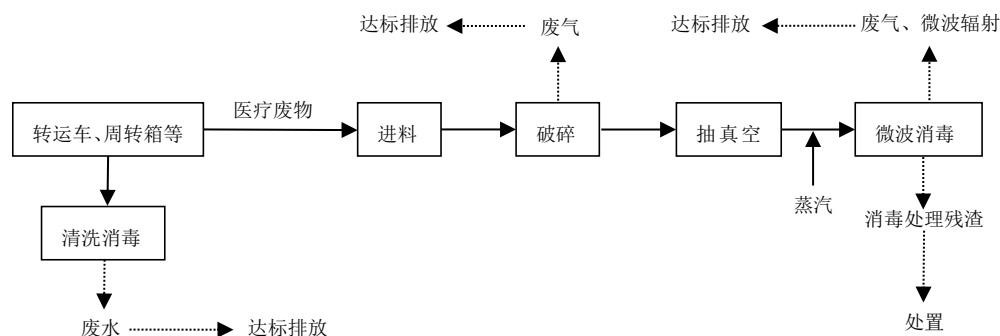 达标排放
废气
达标排放
废气、微波辐射
医疗废物
转运车、周转箱等
进料
破碎
抽真空
微波消毒
蒸汽
清洗消毒
消毒处理残渣
废水
达标排放
处置